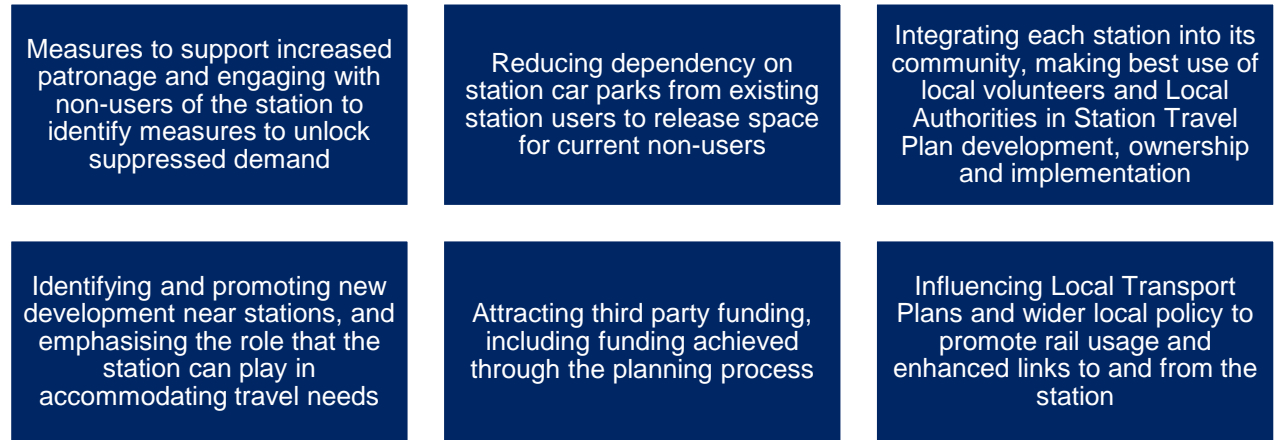 Measures to support increased
patronage and engaging with
non-users of the station to
identify measures to unlock
suppressed demand
Reducing dependency on
station car parks from existing
station users to release space
for current non-users
Integrating each station into its
community, making best use of
local volunteers and Local
Authorities in Station Travel
Plan development, ownership
and implementation
Identifying and promoting new
development near stations, and
emphasising the role that the
station can play in
accommodating travel needs
Attracting third party funding,
including funding achieved
through the planning process
Influencing Local Transport
Plans and wider local policy to
promote rail usage and
enhanced links to and from the
station